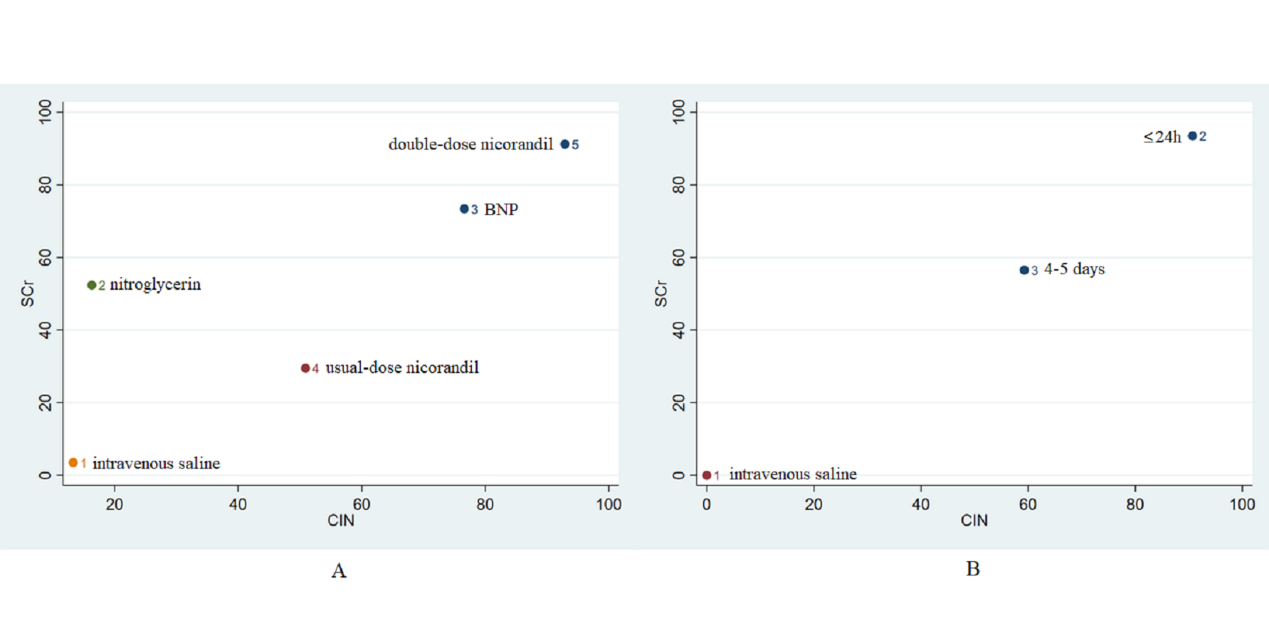 100
80
60
40
20
0
SCr
double-dose nicorandil 5
3 BNP
2 nitroglycerin
4 usual-dose nicorandil
1 intravenous saline
20 40 60 80 100
CIN
A
100
80
60
40
20
0
SCr
≤24h 2
3 4-5 days
1 intravenous saline
0 20 40 60 80 100
CIN
B